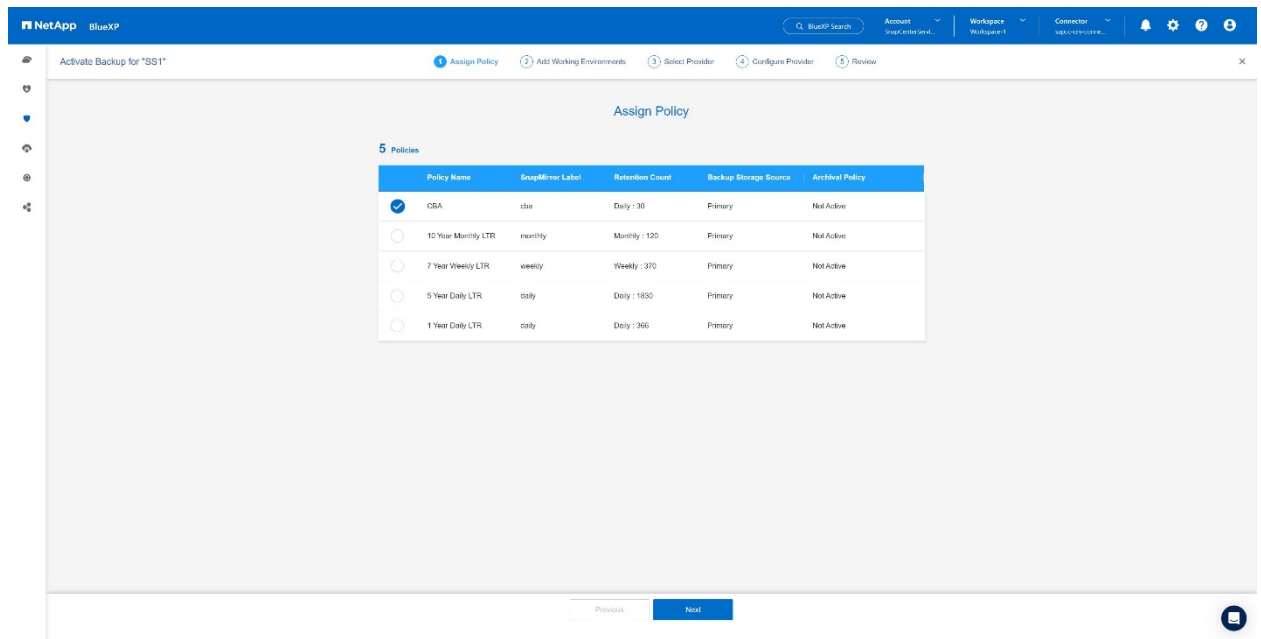 NetApp BlueXP BlueXP Search Account Workspace Connector
SnapCenterServi... Workspace-1
Activate Backup for "SS1" 1 Assign Policy 2 Add Working Environments 3 Select Provider 4 Configure Provider 5 Review
Assign Policy
5 Policies
Policy Name SnapMirror Label Retention Count Backup Storage Source Archival Policy
CBA cba Daily : 30 Primary Not Active
10 Year Monthly LTR monthly Monthly : 120 Primary Not Active
7 Year Weekly LTR weekly Weekly : 370 Primary Not Active
5 Year Daily LTR daily Daily : 1830 Primary Not Active
1 Year Daily LTR daily Daily : 366 Primary Not Active
Previous Next